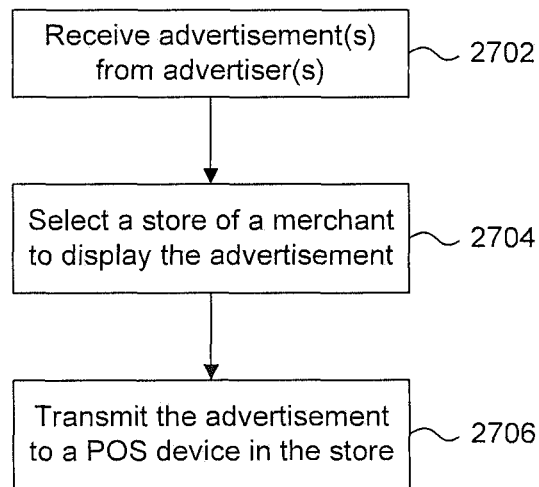 Receive advertisement(s)
from advertiser(s)
2702
Select a store of a merchant
to display the advertisement
2704
Transmit the advertisement
to a POS device in the store
2706